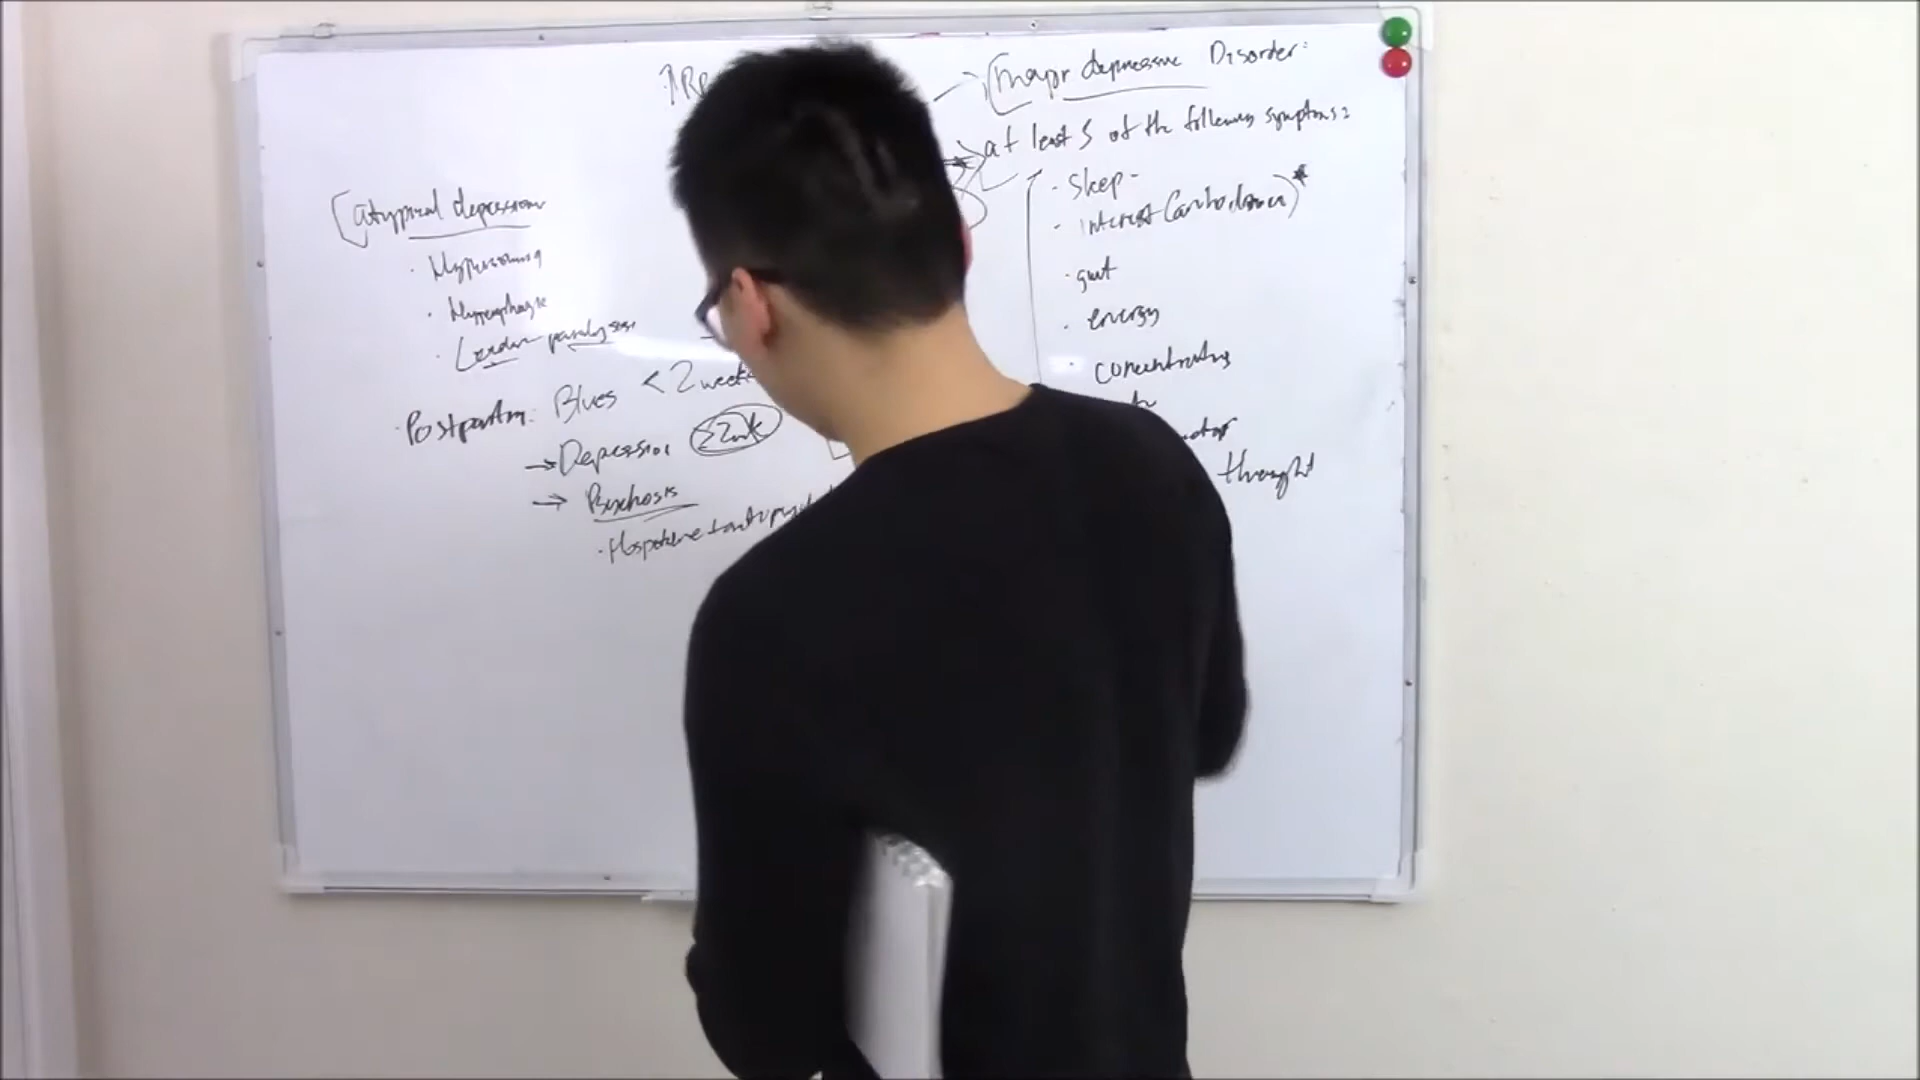 major depressive Disorder:
at least 5 of the following symptoms:
· Sleep -
· interest (anhedonia) *
· guilt
· energy
· concentrating
thought
atypical depression
· Hypersomnia
· Hyperphagia
· Leaden paralysis
· Postpartum: Blues < 2 weeks
→ Depression ≥2wk
→ Psychosis